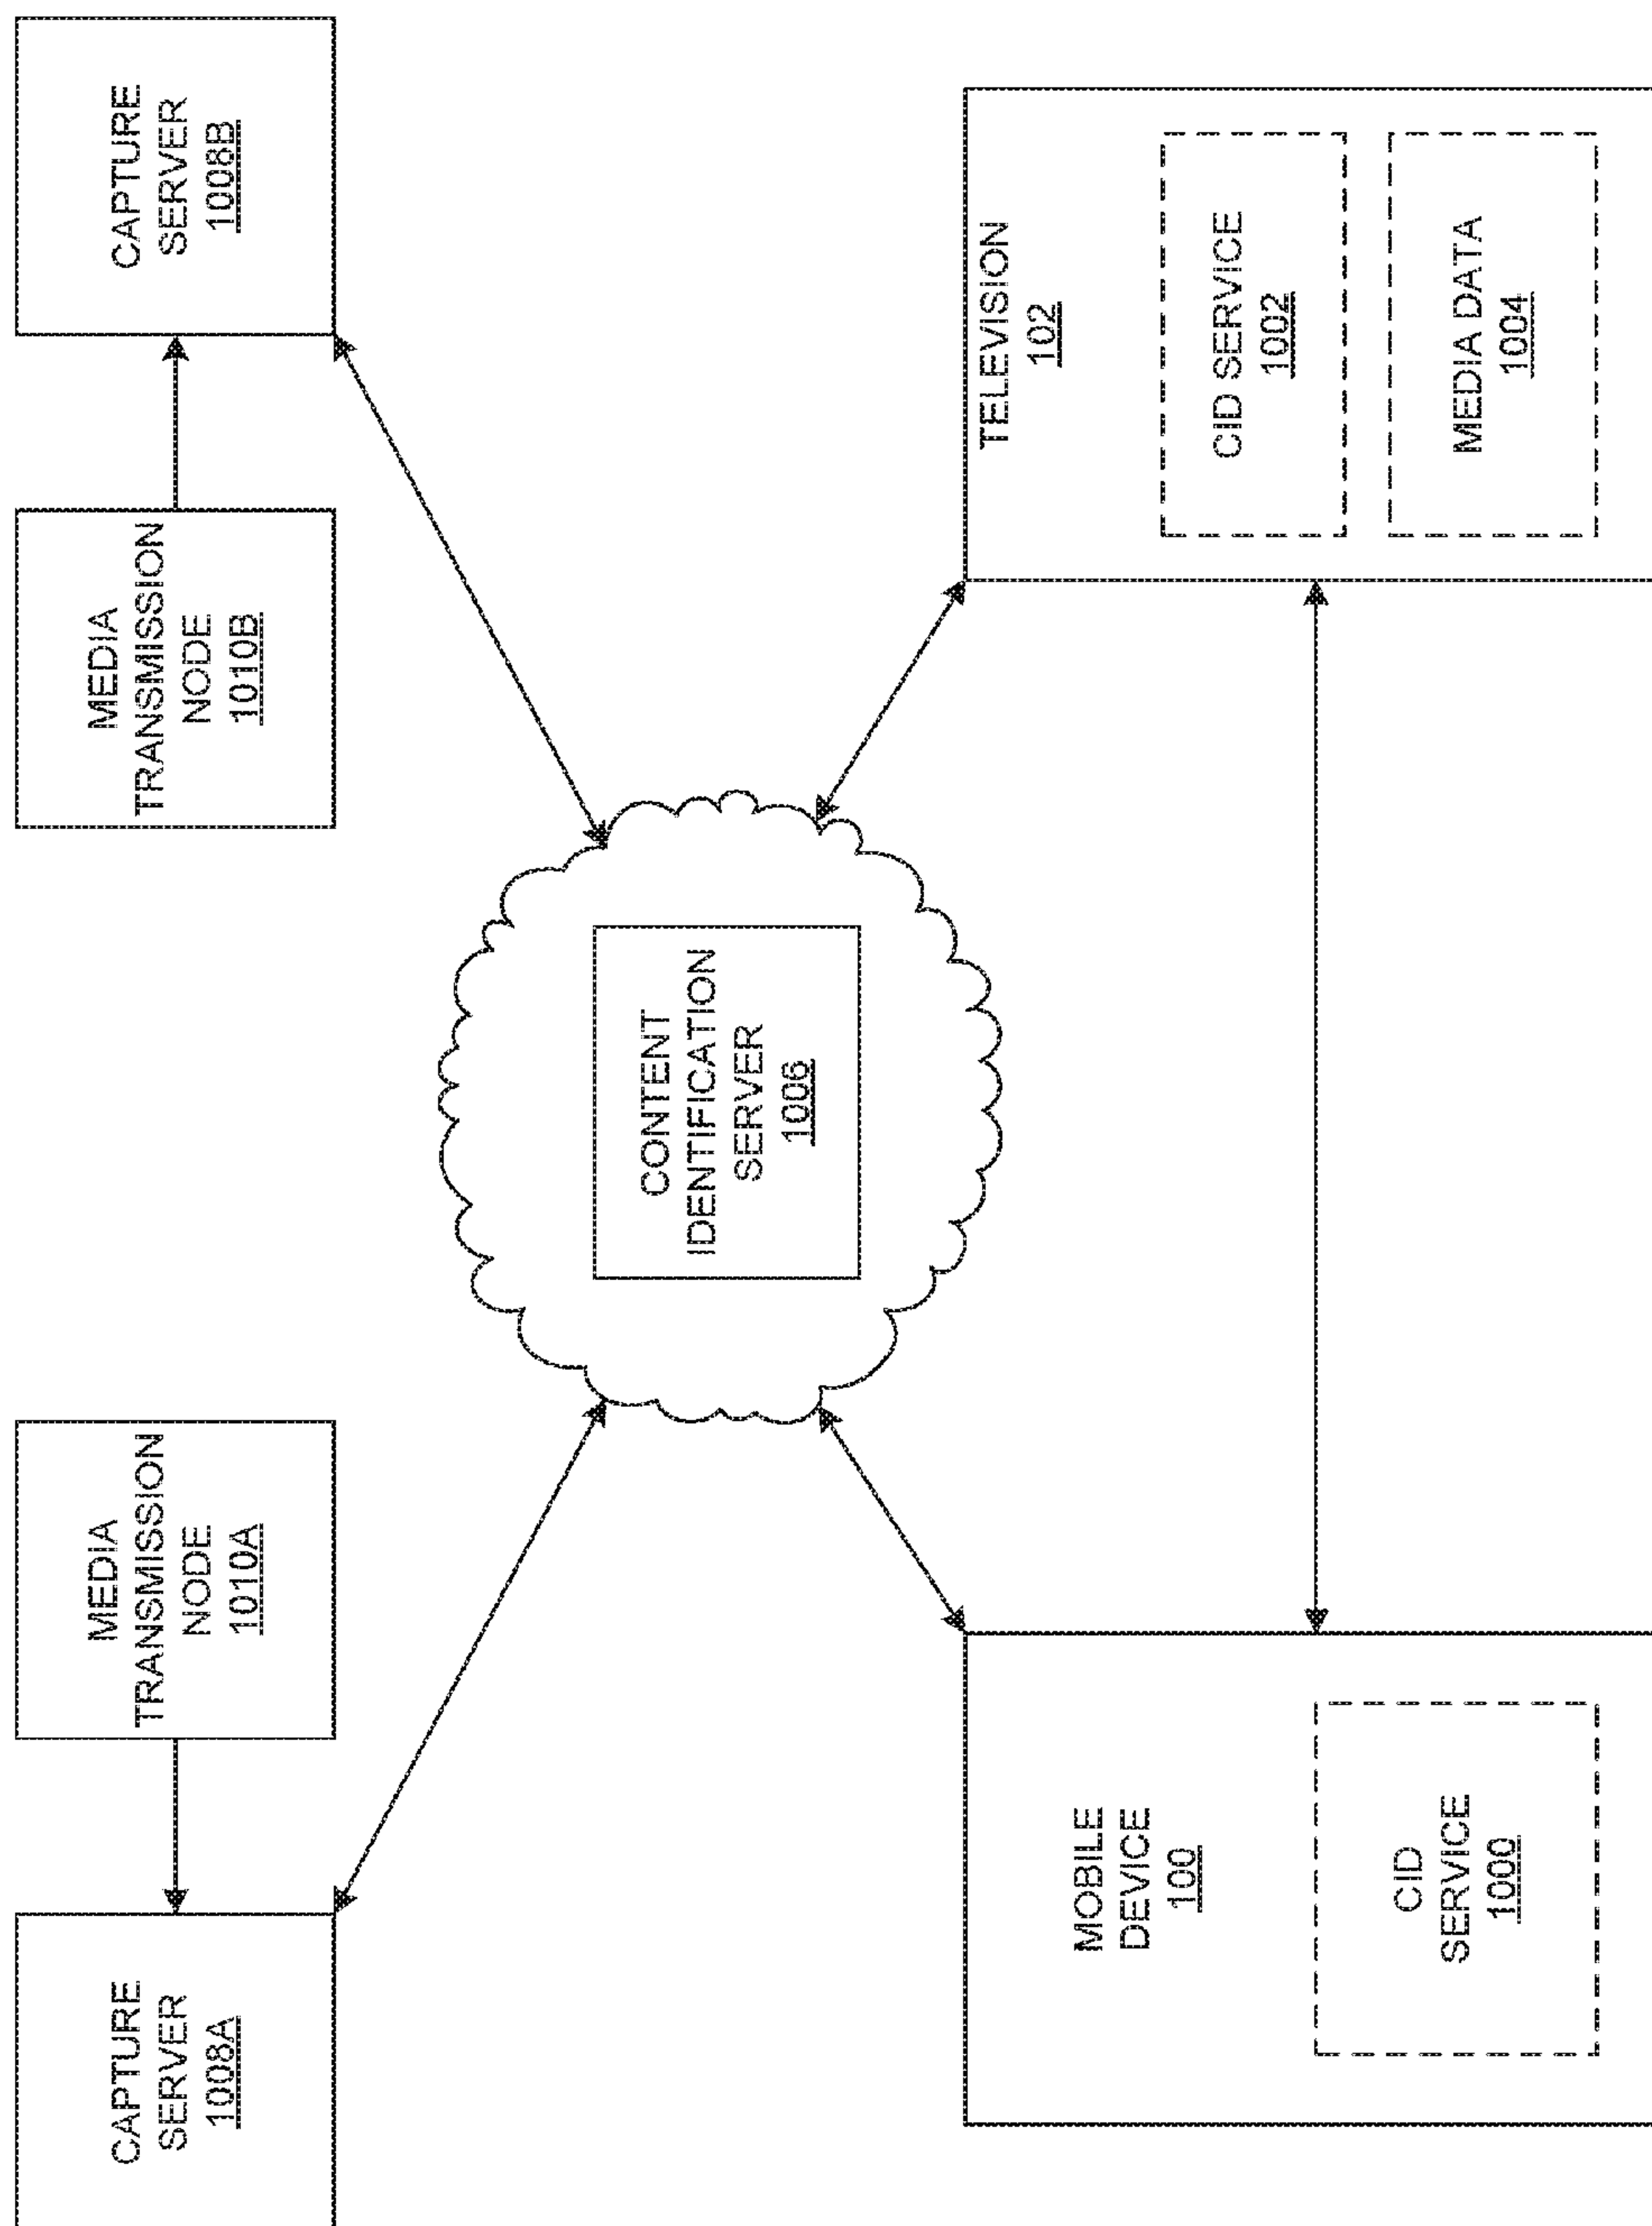 CAPTURE
SERVER
1008A
MEDIA
TRANSMISSION
NODE
1010A
MEDIA
TRANSMISSION
NODE
1010B
CAPTURE
SERVER
1008B
CONTENT
IDENTIFICATION
SERVER
1006
MOBILE
DEVICE
100
CID
SERVICE
1000
TELEVISION
102
CID SERVICE
1002
MEDIA DATA
1004